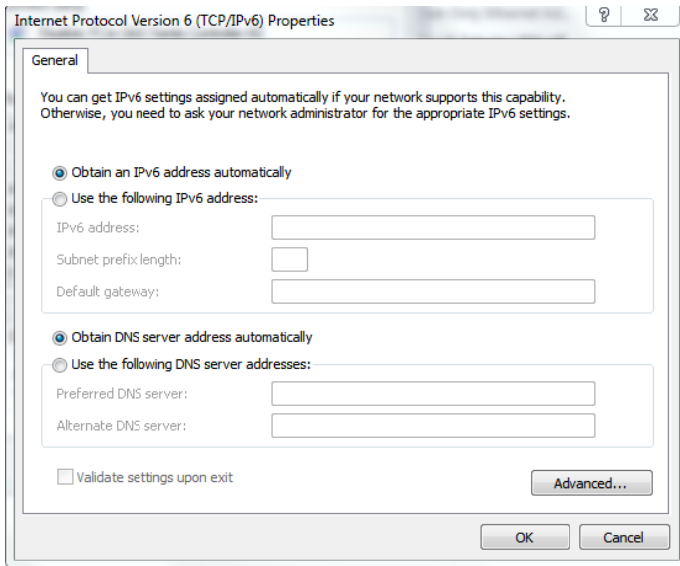 Internet Protocol Version 6 (TCP/IPv6) Properties
?
General
You can get IPv6 settings assigned automatically if your network supports this capability.
Otherwise, you need to ask your network administrator for the appropriate IPv6 settings.
Obtain an IPv6 address automatically
Use the following IPv6 address:
IPv6 address:
Subnet prefix length:
Default gateway:
Obtain DNS server address automatically
Use the following DNS server addresses:
Preferred DNS server:
Alternate DNS server:
Validate settings upon exit
Advanced...
OK Cancel